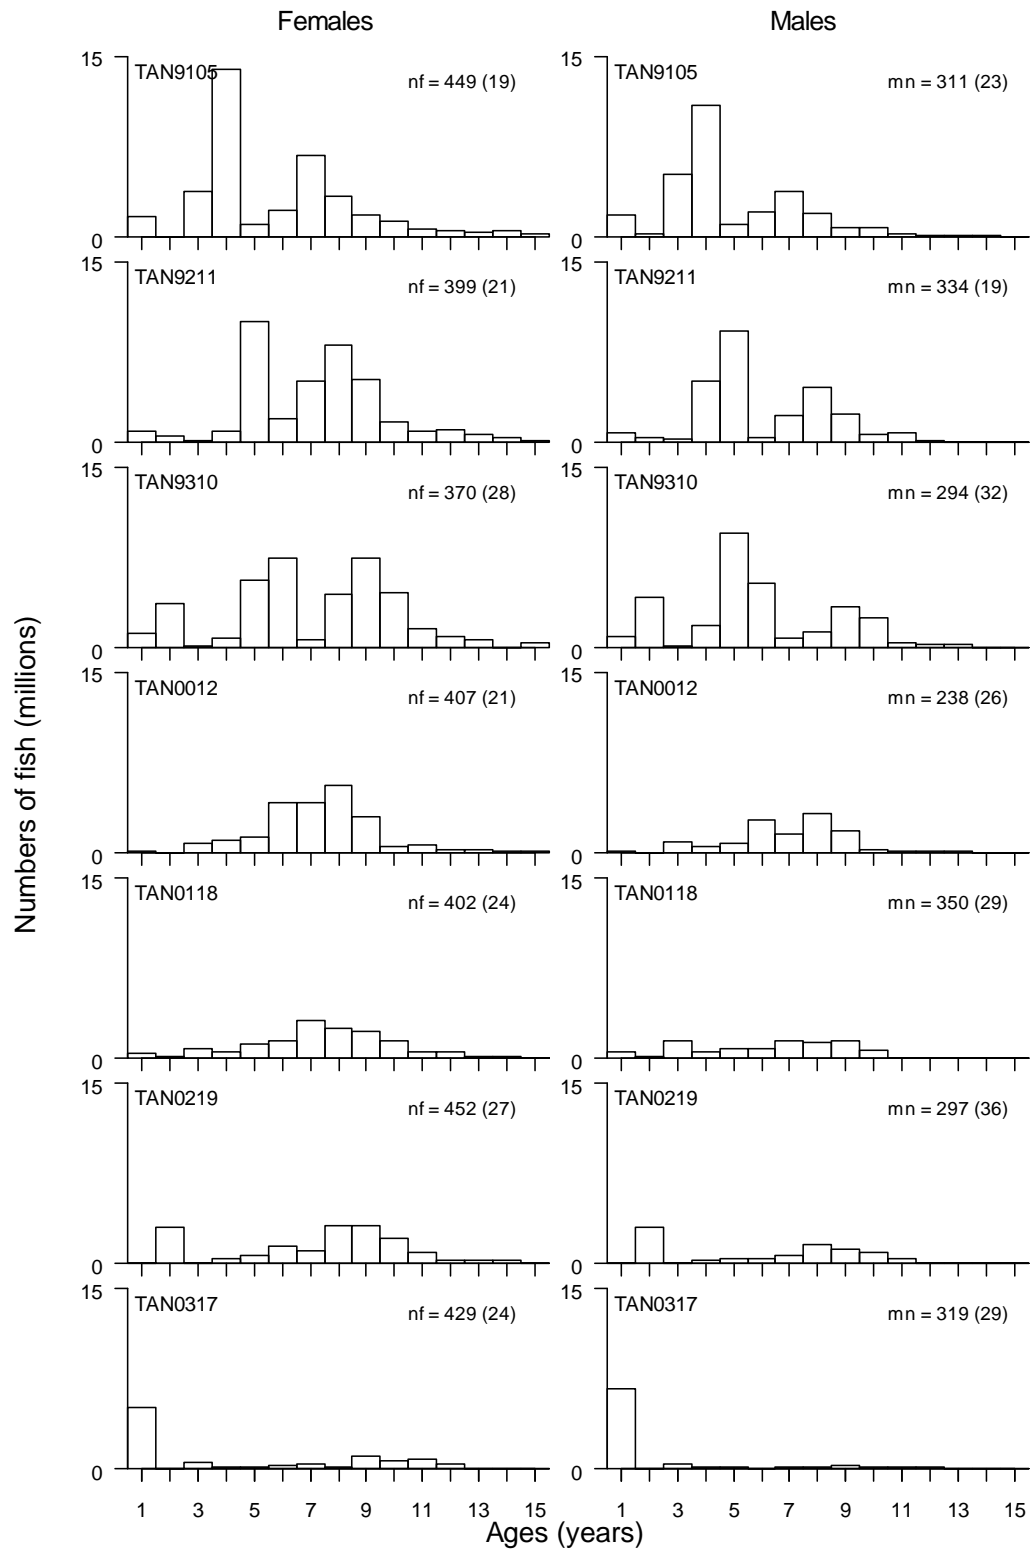 Females Males
15 TAN9105 nf = 449 (19) TAN9105 mn = 311 (23)
0 0
15 TAN9211 nf = 399 (21) 15 TAN9211 mn = 334 (19)
0 0
15 TAN9310 nf = 370 (28) 15 TAN9310 mn = 294 (32)
0 0
15 TAN0012 nf = 407 (21) 15 TAN0012 mn = 238 (26)
0 0
15 TAN0118 nf = 402 (24) 15 TAN0118 mn = 350 (29)
0 0
15 TAN0219 nf = 452 (27) 15 TAN0219 mn = 297 (36)
0 0
15 TAN0317 nf = 429 (24) 15 TAN0317 mn = 319 (29)
0 0
1 3 5 7 9 11 13 15 1 3 5 7 9 11 13 15
Ages (years)
Numbers of fish (millions)